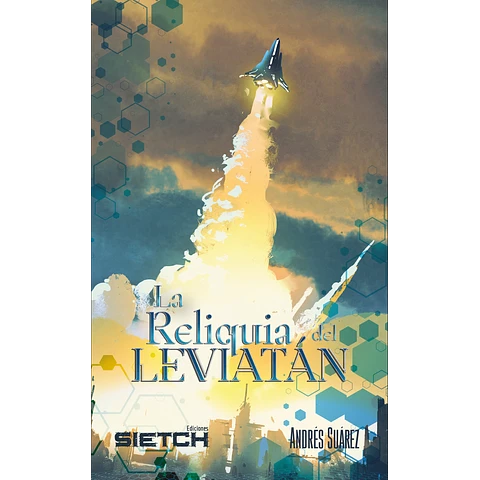 La
Reliquia del
LEVIATÁN
Ediciones
SIETCH
ANDRÉS SUÁREZ